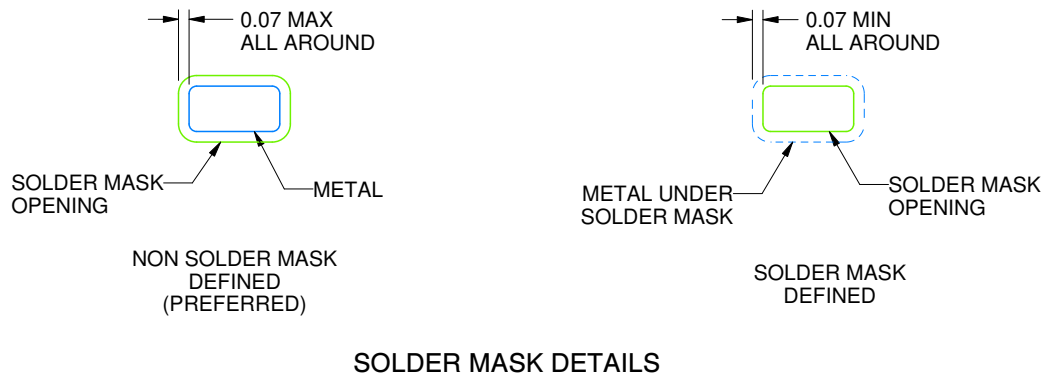 0.07 MAX
ALL AROUND
SOLDER MASK
OPENING
METAL
NON SOLDER MASK
DEFINED
(PREFERRED)
0.07 MIN
ALL AROUND
METAL UNDER
SOLDER MASK
SOLDER MASK
OPENING
SOLDER MASK
DEFINED
SOLDER MASK DETAILS